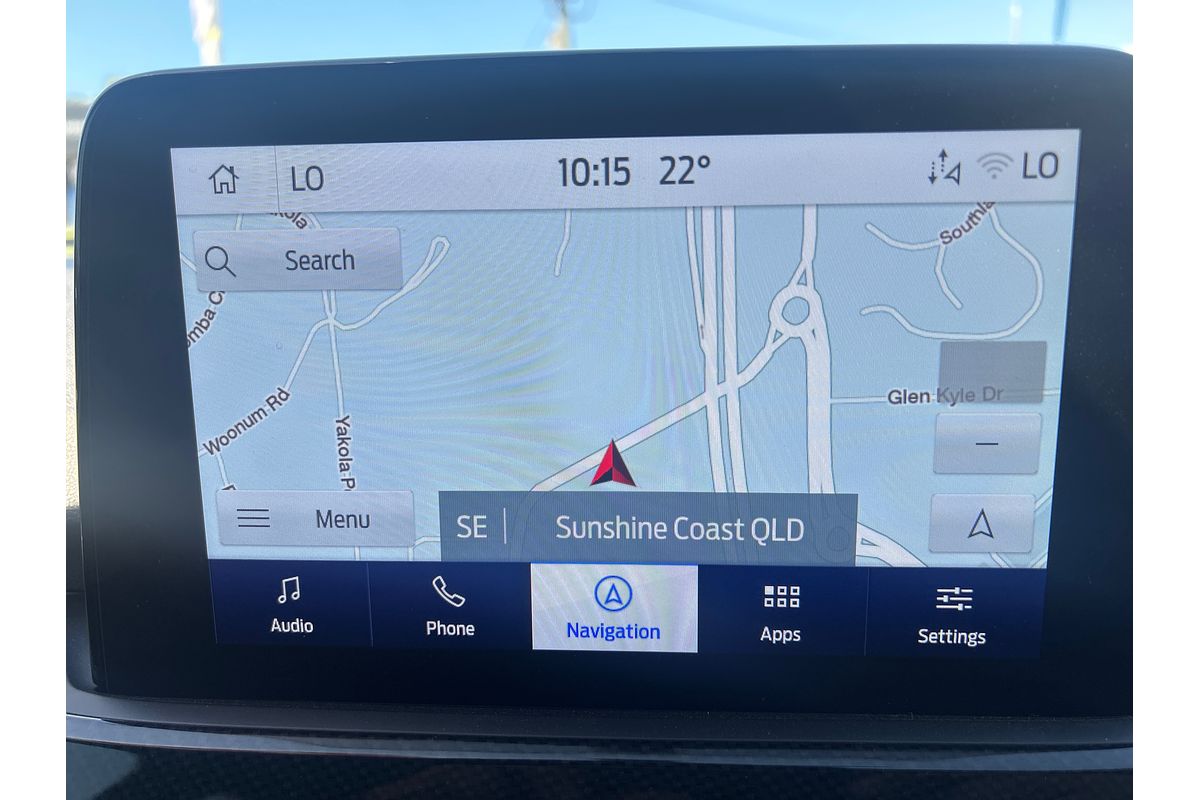 LO
10:15 22°
LO
Search
Woonum Rd
Glen Kyle Dr
SE
Sunshine Coast QLD
Menu
Audio
Phone
Navigation
Apps
Settings